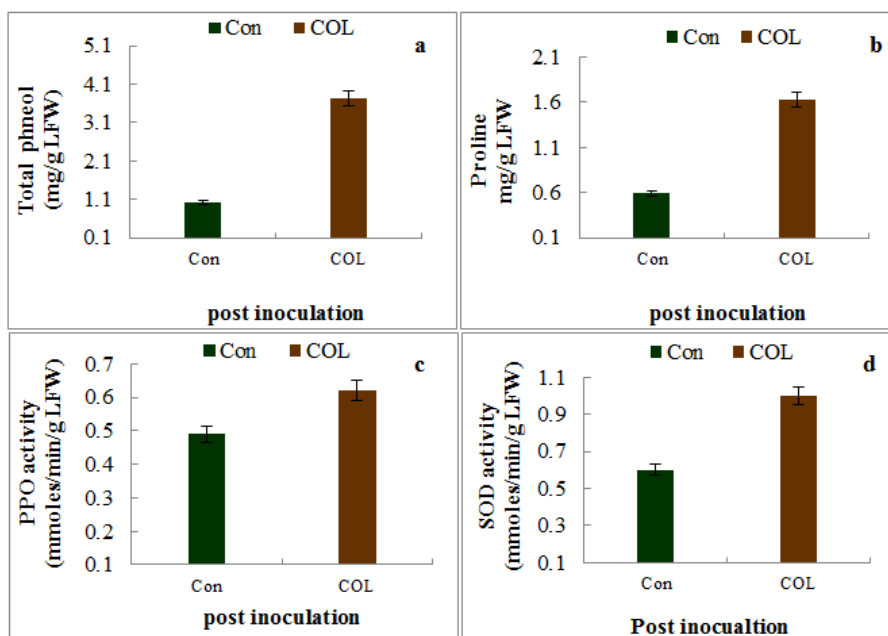 Con COL
a
Total phneol
(mg/g LFW)
5.1
4.1
3.1
2.1
1.1
0.1
Con COL
post inoculation
Con COL
b
Proline
mg/g LFW
2.1
1.6
1.1
0.6
0.1
Con COL
post inoculation
Con COL
c
PPO activity
(mmoles/min/g LFW)
0.7
0.6
0.5
0.4
0.3
0.2
0.1
Con COL
post inoculation
Con COL
d
SOD activity
(mmoles/min/g LFW)
1.1
0.9
0.7
0.5
0.3
0.1
Con COL
Post inocualtion